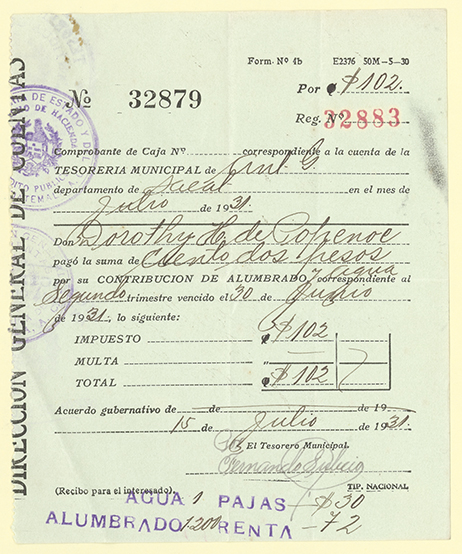 DIRECCION GENERAL DE CUENTAS
Form. Nº 4b E2376 50M-5-30
Nº 32879 Por $102.
Reg. Nº 32883
Comprobante de Caja Nº correspondiente a la cuenta de la
TESORERIA MUNICIPAL de
departamento de Sacat en el mes de
Julio de 1931.
Don Dorothy H. de Popenoe
pagó la suma de Ciento dos pesos
por su CONTRIBUCION DE ALUMBRADO y agua correspondiente al
Segundo trimestre vencido el 30 de Junio
de 1931. lo siguiente:
IMPUESTO $102
MULTA „
TOTAL $102
Acuerdo gubernativo de de de 19
15 de Julio de 1931.
El Tesorero Municipal.
Fernando
(Recibo para el interesado). TIP. NACIONAL
AGUA 1 PAJAS $30
ALUMBRADO 1200 RENTA 72